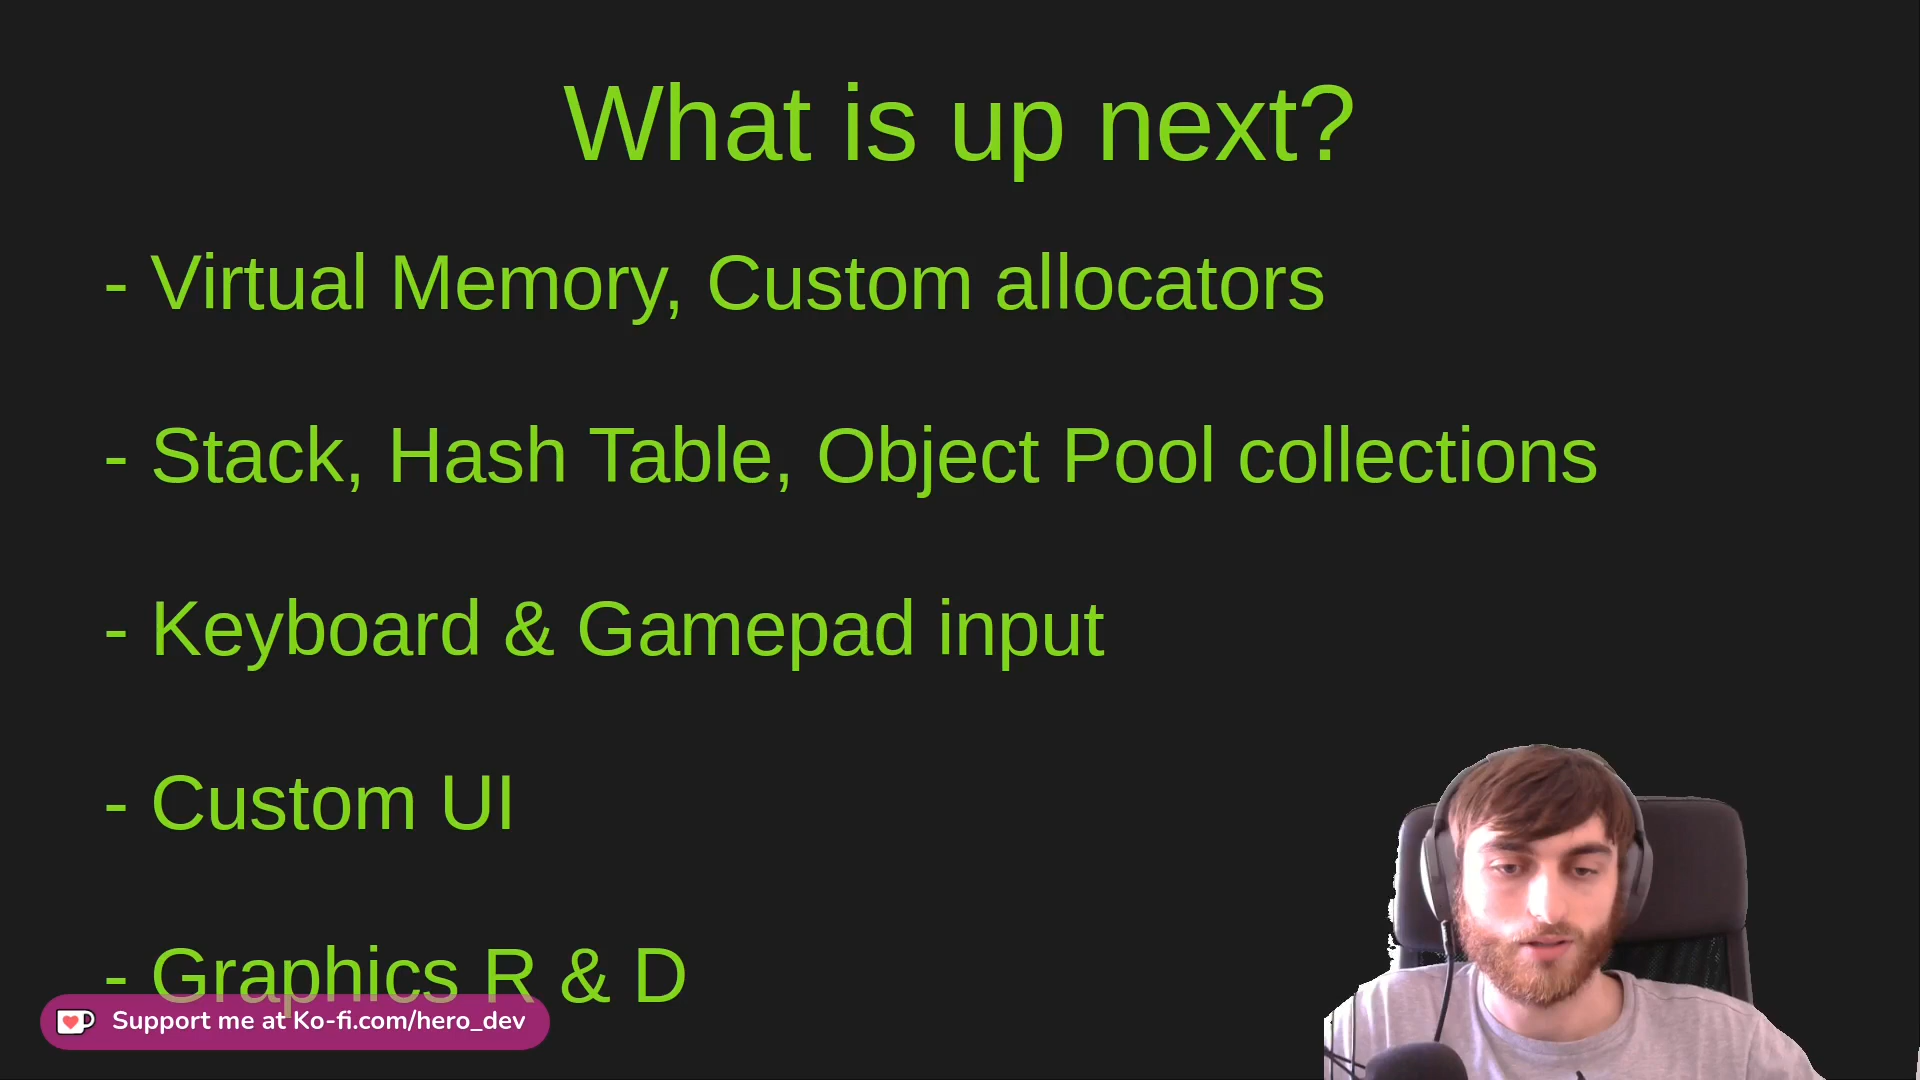 What is up next?
- Virtual Memory, Custom allocators
- Stack, Hash Table, Object Pool collections
- Keyboard & Gamepad input
- Custom UI
- Graphics R & D
Support me at Ko-fi.com/hero_dev